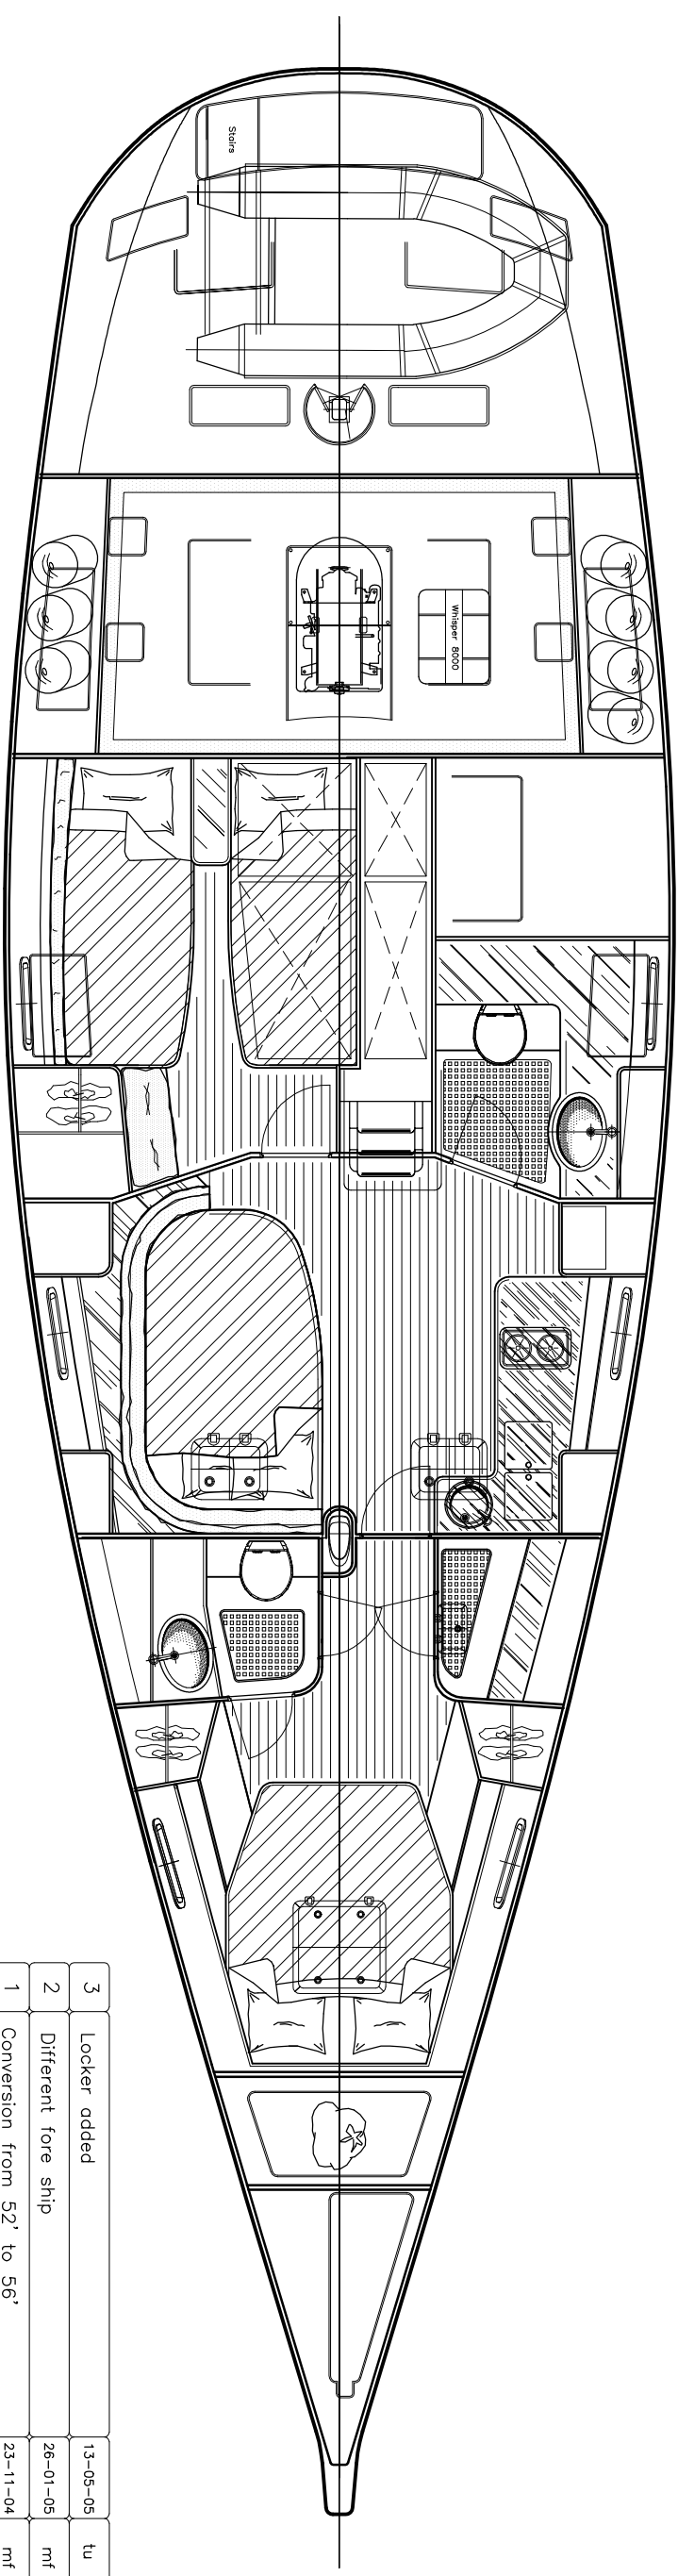 Stairs
Whisper 8000
3 Locker added 13-05-05 tu
2 Different fore ship 26-01-05 mf
1 Conversion from 52' to 56' 23-11-04 mf